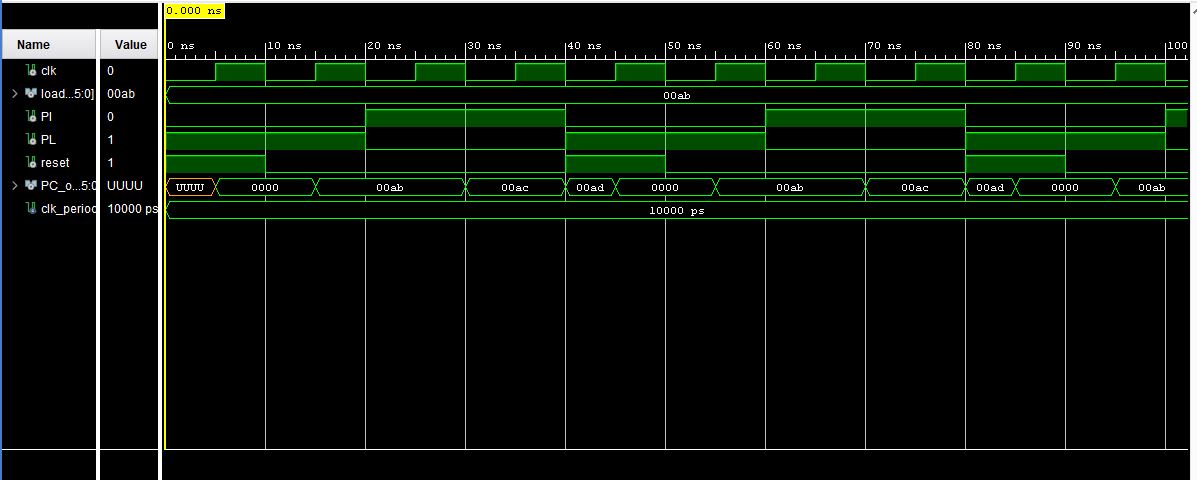 0.000 ns
Name Value
0 ns 10 ns 20 ns 30 ns 40 ns 50 ns 60 ns 70 ns 80 ns 90 ns 100
clk 0
load...5:0] 00ab 00ab
PI 0
PL 1
reset 1
PC_o...5:0 UUUU UUUU 0000 00ab 00ac 00ad 0000 00ab 00ac 00ad 0000 00ab
clk_period 10000 ps 10000 ps